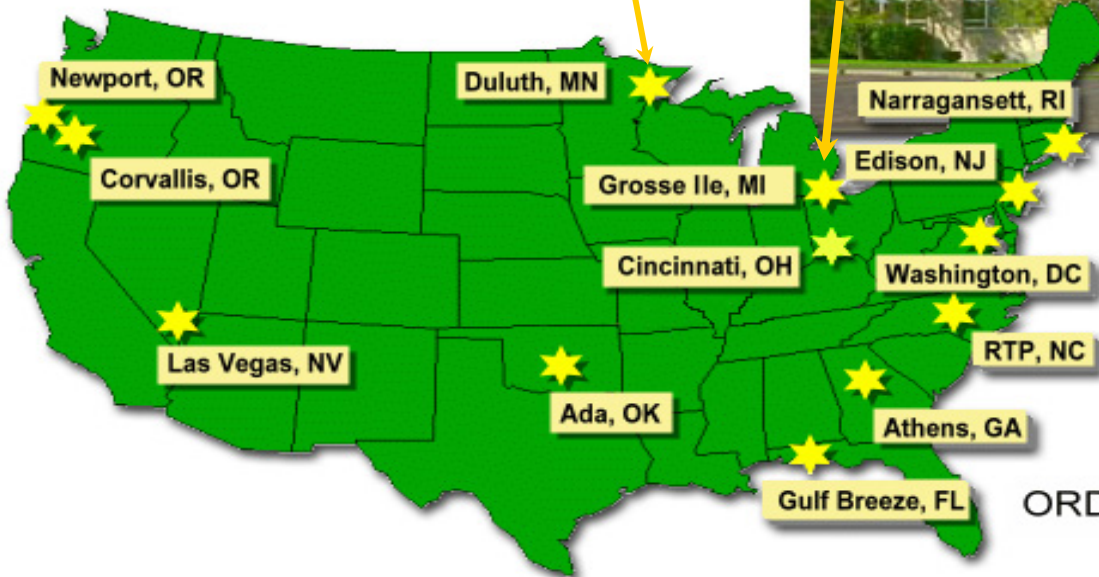 Newport, OR
Duluth, MN
Narragansett, RI
Corvallis, OR
Grosse Ile, MI
Edison, NJ
Cincinnati, OH
Washington, DC
Las Vegas, NV
RTP, NC
Ada, OK
Athens, GA
Gulf Breeze, FL
ORD